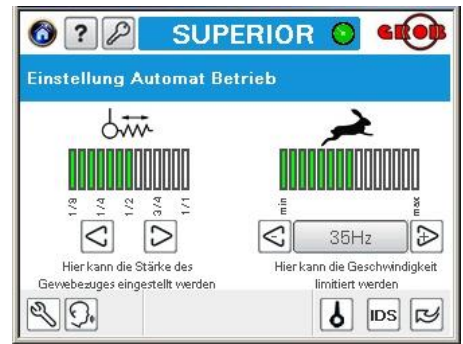 ? SUPERIOR GROB
Einstellung Automat Betrieb
1/8 1/4 1/2 3/4 1/1
min max
- 35Hz +
Hier kann die Stärke des
Gewebezuges eingestellt werden
Hier kann die Geschwindigkeit
limitiert werden
IDS